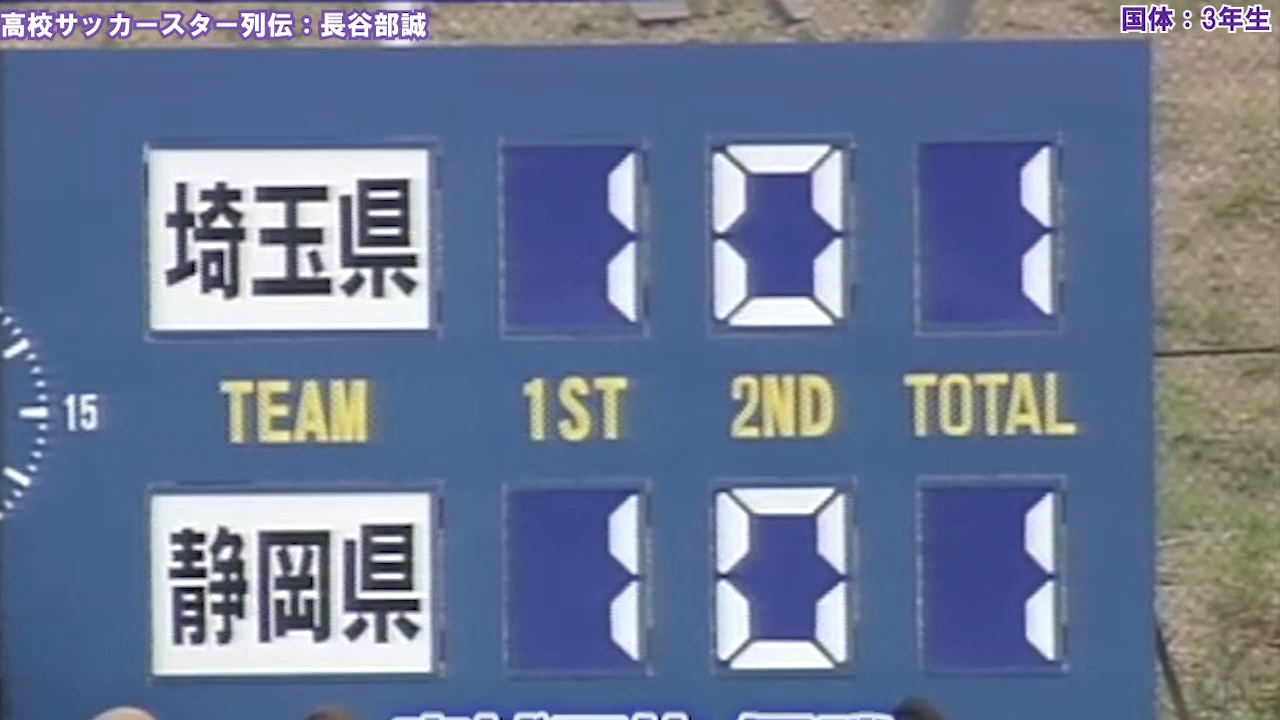 高校サッカースター列伝：長谷部誠
国体：3年生
埼玉県 1 0 1
15
TEAM 1ST 2ND TOTAL
静岡県 1 0 1